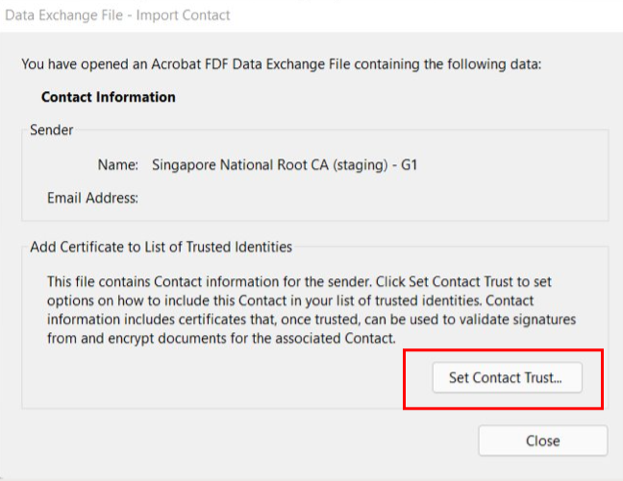 Data Exchange File - Import Contact
You have opened an Acrobat FDF Data Exchange File containing the following data:
Contact Information
Sender
Name: Singapore National Root CA (staging) - G1
Email Address:
Add Certificate to List of Trusted Identities
This file contains Contact information for the sender. Click Set Contact Trust to set
options on how to include this Contact in your list of trusted identities. Contact
information includes certificates that, once trusted, can be used to validate signatures
from and encrypt documents for the associated Contact.
Set Contact Trust...
Close